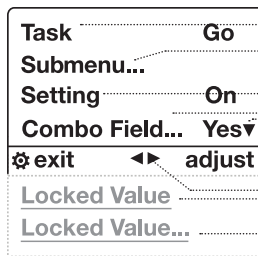 Task Go
Submenu...
Setting On
Combo Field... Yes▾
⚙ exit ◂▸ adjust
Locked Value
Locked Value...